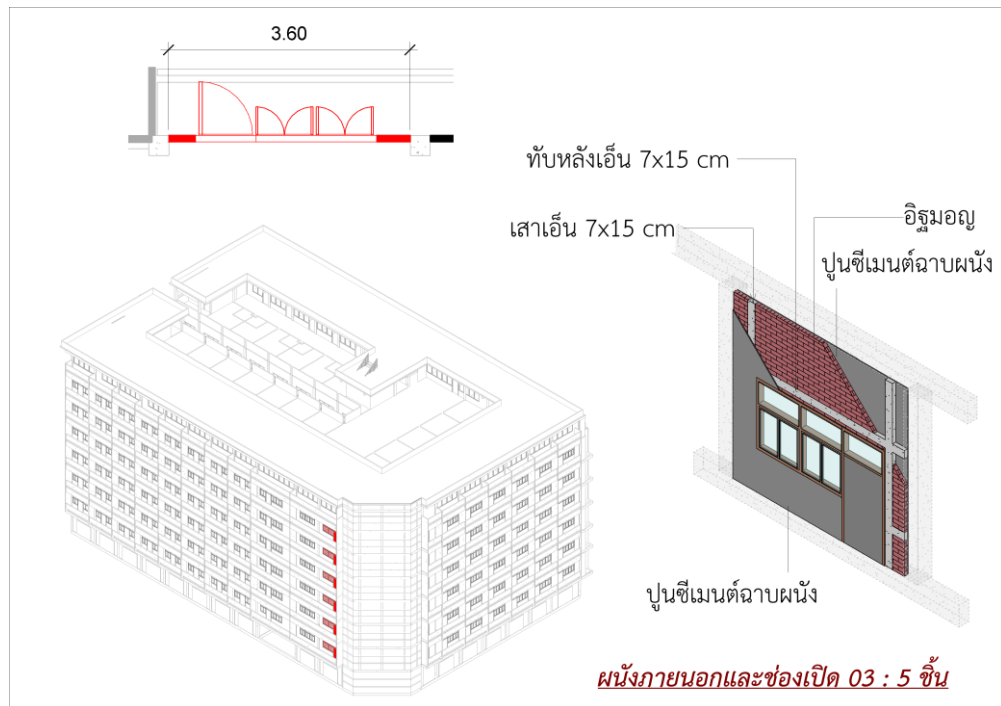 3.60
ทับหลังเอ็น 7x15 cm
อิฐมอญ
เสาเอ็น 7x15 cm
ปูนซีเมนต์ฉาบผนัง
ปูนซีเมนต์ฉาบผนัง
ผนังภายนอกและช่องเปิด 03 : 5 ชิ้น